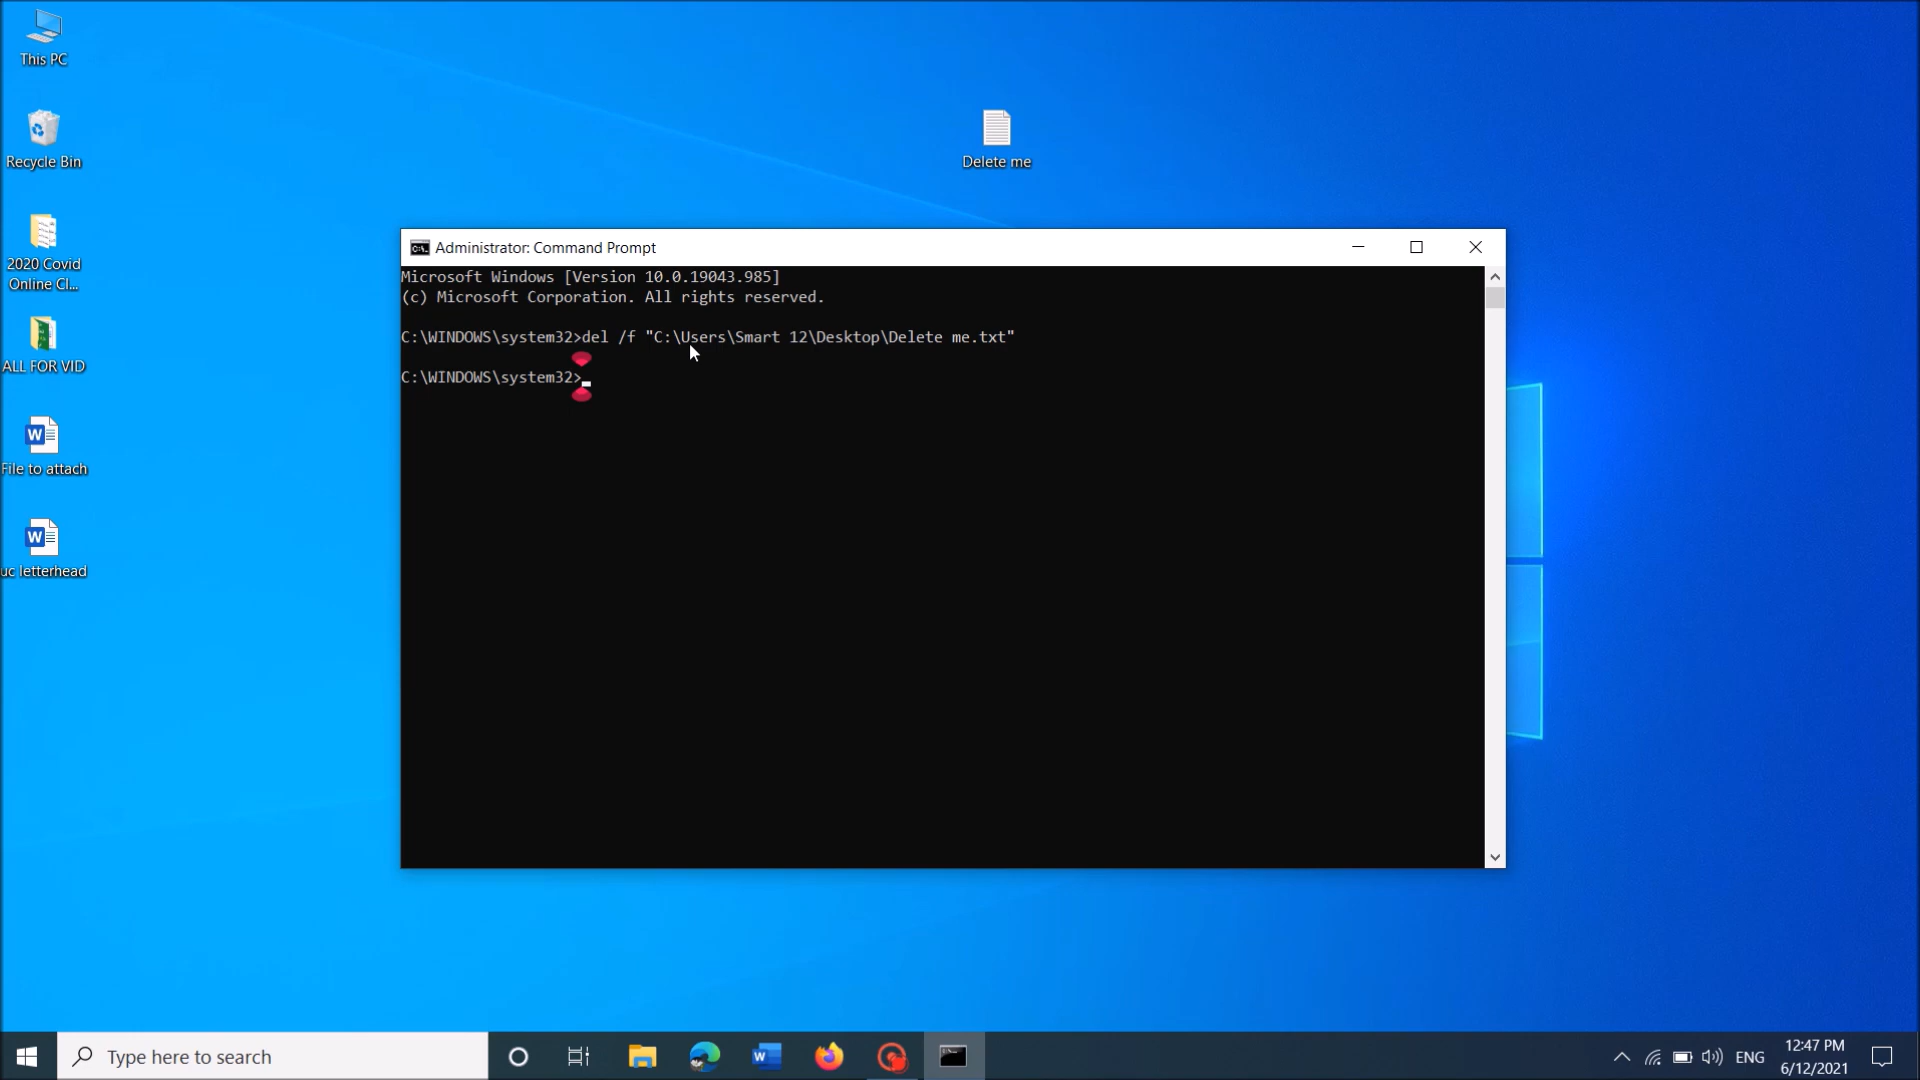 This PC
Recycle Bin
2020 Covid
Online Cl...
ALL FOR VID
File to attach
uc letterhead
Delete me
Administrator: Command Prompt
Microsoft Windows [Version 10.0.19043.985]
(c) Microsoft Corporation. All rights reserved.
C:\WINDOWS\system32>del /f "C:\Users\Smart 12\Desktop\Delete me.txt"
C:\WINDOWS\system32>
Type here to search
ENG
12:47 PM
6/12/2021